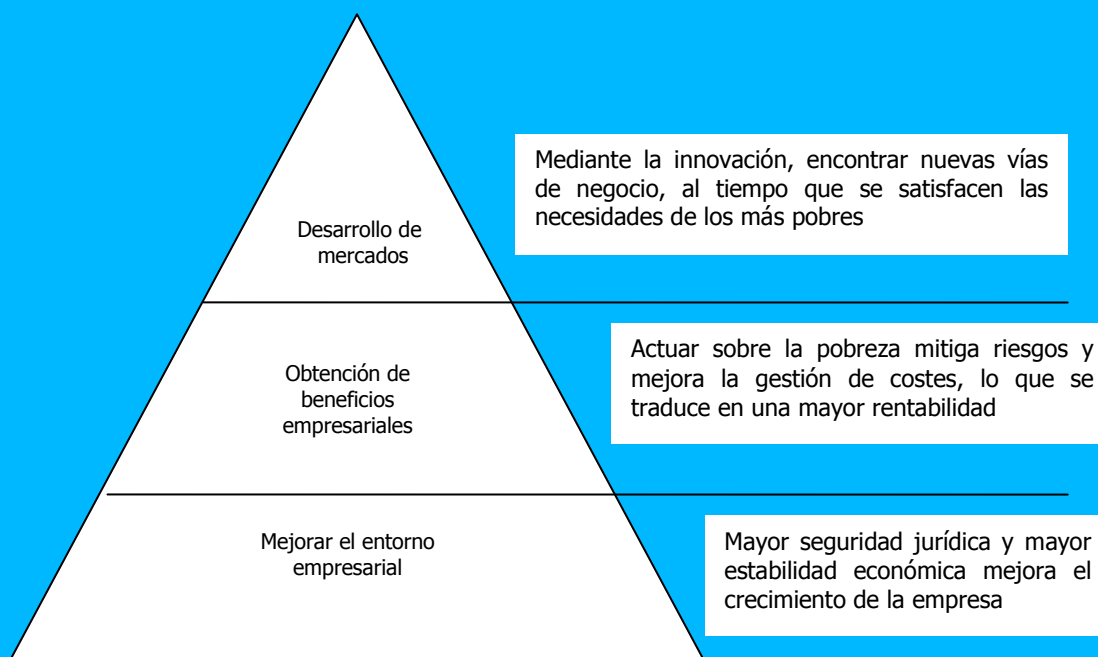 Mediante la innovación, encontrar nuevas vías
de negocio, al tiempo que se satisfacen las
necesidades de los más pobres
Desarrollo de
mercados
Actuar sobre la pobreza mitiga riesgos y
mejora la gestión de costes, lo que se
traduce en una mayor rentabilidad
Obtención de
beneficios
empresariales
Mejorar el entorno
empresarial
Mayor seguridad jurídica y mayor
estabilidad económica mejora el
crecimiento de la empresa